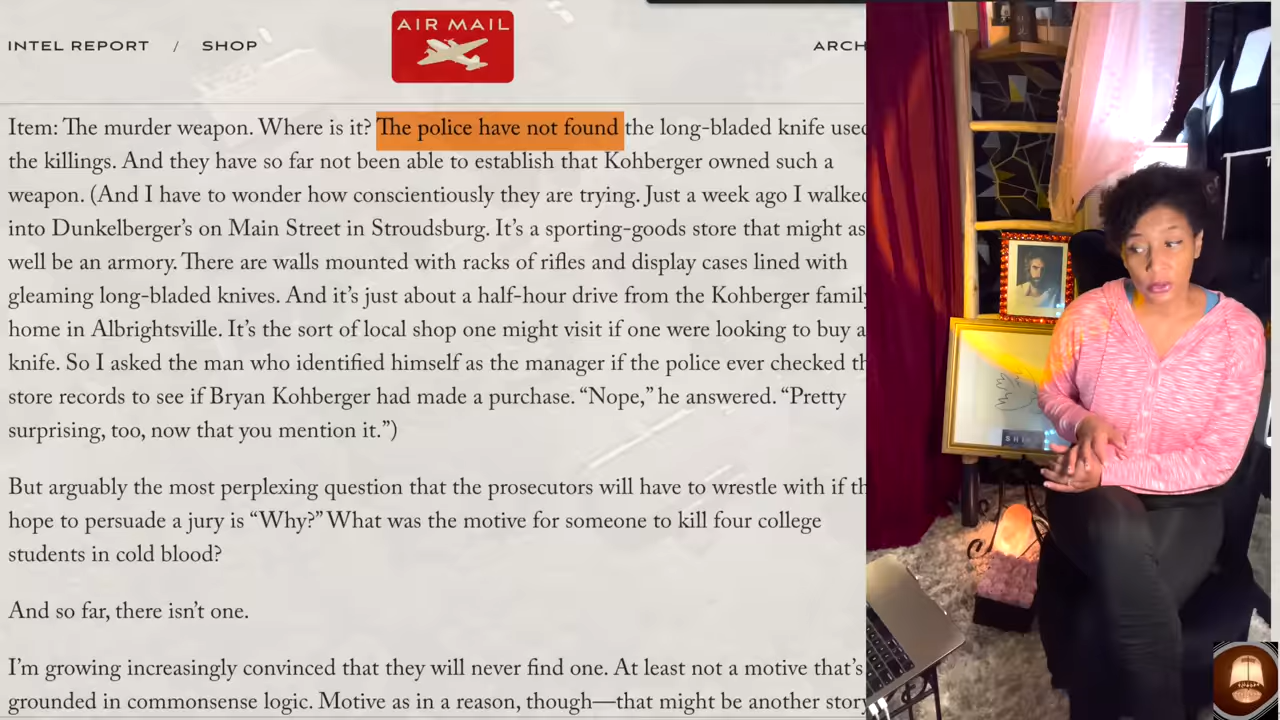 AIR MAIL
INTEL REPORT / SHOP
ARCH
Item: The murder weapon. Where is it? The police have not found the long-bladed knife used
the killings. And they have so far not been able to establish that Kohberger owned such a
weapon. (And I have to wonder how conscientiously they are trying. Just a week ago I walked
into Dunkelberger’s on Main Street in Stroudsburg. It’s a sporting-goods store that might as
well be an armory. There are walls mounted with racks of rifles and display cases lined with
gleaming long-bladed knives. And it’s just about a half-hour drive from the Kohberger family
home in Albrightsville. It’s the sort of local shop one might visit if one were looking to buy a
knife. So I asked the man who identified himself as the manager if the police ever checked th
store records to see if Bryan Kohberger had made a purchase. “Nope,” he answered. “Pretty
surprising, too, now that you mention it.”)
But arguably the most perplexing question that the prosecutors will have to wrestle with if th
hope to persuade a jury is “Why?” What was the motive for someone to kill four college
students in cold blood?
And so far, there isn’t one.
I’m growing increasingly convinced that they will never find one. At least not a motive that’s
grounded in commonsense logic. Motive as in a reason, though—that might be another story